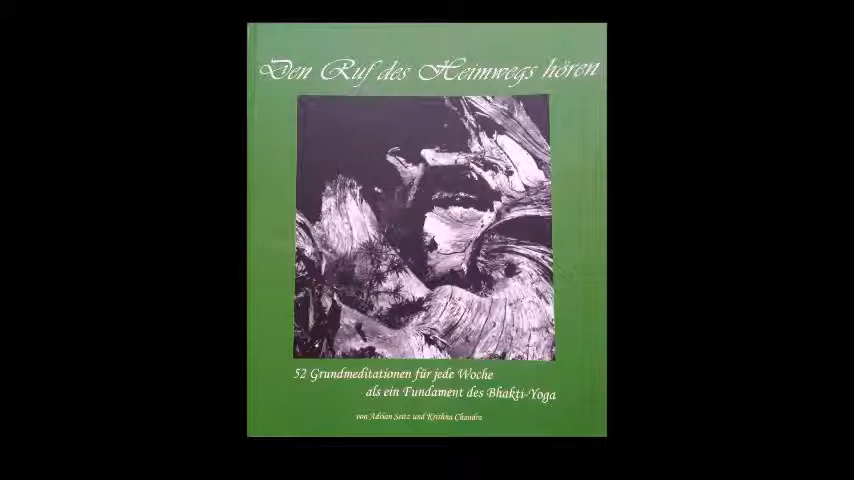 Den Ruf des Heimwegs hören
52 Grundmeditationen für jede Woche
als ein Fundament des Bhakti-Yoga
von Adrian Seitz und Krishna Chandra